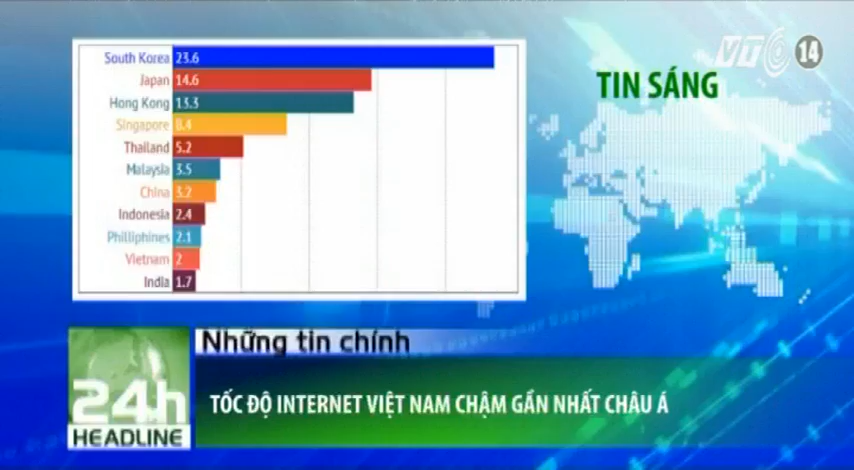 VTC 14
TIN SÁNG
South Korea 23.6
Japan 14.6
Hong Kong 13.3
Singapore 8.4
Thailand 5.2
Malaysia 3.5
China 3.2
Indonesia 2.4
Philliphines 2.1
Vietnam 2
India 1.7
Những tin chính
24h
HEADLINE
TỐC ĐỘ INTERNET VIỆT NAM CHẬM GẦN NHẤT CHÂU Á